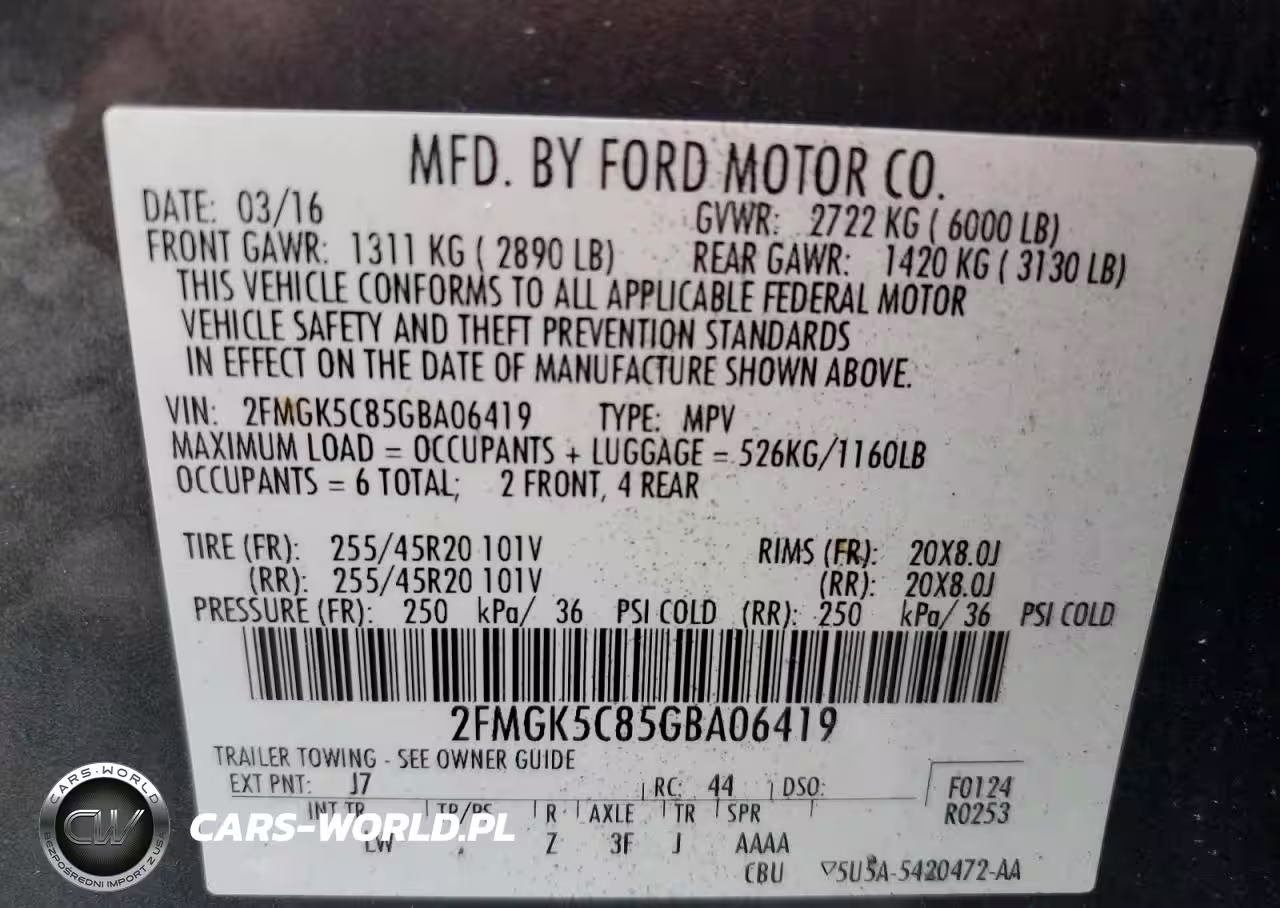 MFD. BY FORD MOTOR CO.
DATE: 03/16 GVWR: 2722 KG ( 6000 LB)
FRONT GAWR: 1311 KG ( 2890 LB) REAR GAWR: 1420 KG ( 3130 LB)
THIS VEHICLE CONFORMS TO ALL APPLICABLE FEDERAL MOTOR
VEHICLE SAFETY AND THEFT PREVENTION STANDARDS
IN EFFECT ON THE DATE OF MANUFACTURE SHOWN ABOVE.
VIN: 2FMGK5C85GBA06419 TYPE: MPV
MAXIMUM LOAD = OCCUPANTS + LUGGAGE = 526KG/1160LB
OCCUPANTS = 6 TOTAL; 2 FRONT, 4 REAR
TIRE (FR): 255/45R20 101V RIMS (FR): 20X8.0J
(RR): 255/45R20 101V (RR): 20X8.0J
PRESSURE (FR): 250 kPa/ 36 PSI COLD (RR): 250 kPa/ 36 PSI COLD
2FMGK5C85GBA06419
TRAILER TOWING - SEE OWNER GUIDE
EXT PNT: J7 RC: 44 DSO: F0124
INT TR TP/PS R AXLE TR SPR R0253
LW Z 3F J AAAA
CBU 5U5A-5420472-AA
CARS-WORLD
CW
BEZPOŚREDNI IMPORT Z USA
CARS-WORLD.PL